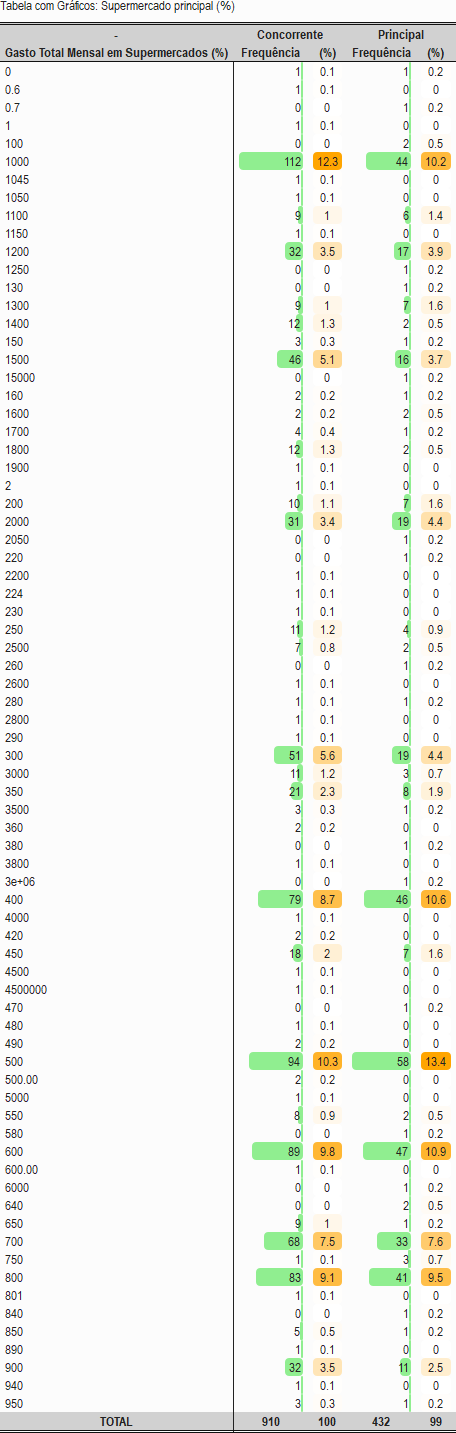 Tabela com Gráficos: Supermercado principal (%)
- Concorrente Principal
Gasto Total Mensal em Supermercados (%) Frequência (%) Frequência (%)
0 1 0.1 1 0.2
0.6 1 0.1 0 0
0.7 0 0 1 0.2
1 1 0.1 0 0
100 0 0 2 0.5
1000 112 12.3 44 10.2
1045 1 0.1 0 0
1050 1 0.1 0 0
1100 9 1 6 1.4
1150 1 0.1 0 0
1200 32 3.5 17 3.9
1250 0 0 1 0.2
130 0 0 1 0.2
1300 9 1 7 1.6
1400 12 1.3 2 0.5
150 3 0.3 1 0.2
1500 46 5.1 16 3.7
15000 0 0 1 0.2
160 2 0.2 1 0.2
1600 2 0.2 2 0.5
1700 4 0.4 1 0.2
1800 12 1.3 2 0.5
1900 1 0.1 0 0
2 1 0.1 0 0
200 10 1.1 7 1.6
2000 31 3.4 19 4.4
2050 0 0 1 0.2
220 0 0 1 0.2
2200 1 0.1 0 0
224 1 0.1 0 0
230 1 0.1 0 0
250 11 1.2 4 0.9
2500 7 0.8 2 0.5
260 0 0 1 0.2
2600 1 0.1 0 0
280 1 0.1 1 0.2
2800 1 0.1 0 0
290 1 0.1 0 0
300 51 5.6 19 4.4
3000 11 1.2 3 0.7
350 21 2.3 8 1.9
3500 3 0.3 1 0.2
360 2 0.2 0 0
380 0 0 1 0.2
3800 1 0.1 0 0
3e+06 0 0 1 0.2
400 79 8.7 46 10.6
4000 1 0.1 0 0
420 2 0.2 0 0
450 18 2 7 1.6
4500 1 0.1 0 0
4500000 1 0.1 0 0
470 0 0 1 0.2
480 1 0.1 0 0
490 2 0.2 0 0
500 94 10.3 58 13.4
500.00 2 0.2 0 0
5000 1 0.1 0 0
550 8 0.9 2 0.5
580 0 0 1 0.2
600 89 9.8 47 10.9
600.00 1 0.1 0 0
6000 0 0 1 0.2
640 0 0 2 0.5
650 9 1 1 0.2
700 68 7.5 33 7.6
750 1 0.1 3 0.7
800 83 9.1 41 9.5
801 1 0.1 0 0
840 0 0 1 0.2
850 5 0.5 1 0.2
890 1 0.1 0 0
900 32 3.5 11 2.5
940 1 0.1 0 0
950 3 0.3 1 0.2
TOTAL 910 100 432 99